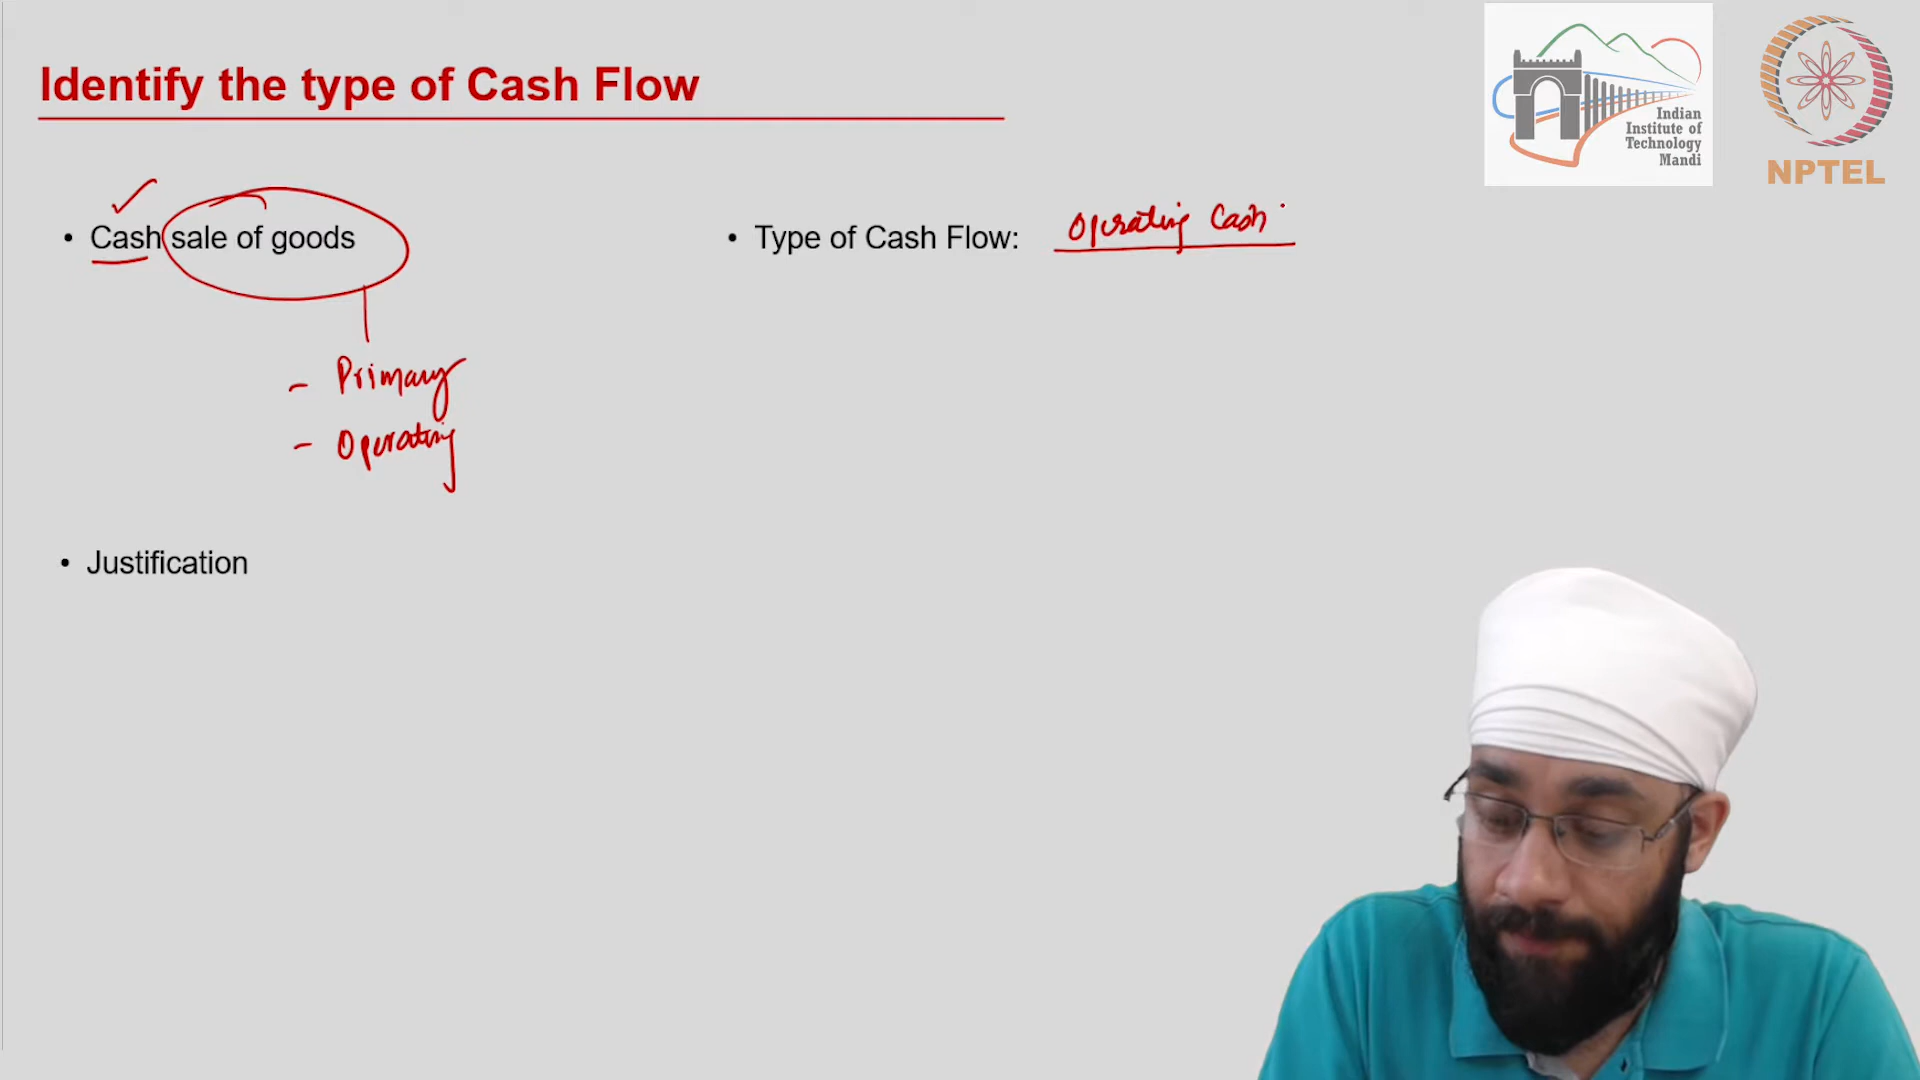 Identify the type of Cash Flow
Indian
Institute of
Technology
Mandi
NPTEL
• Cash sale of goods
• Type of Cash Flow: Operating Cash
- Primary
- Operating
• Justification